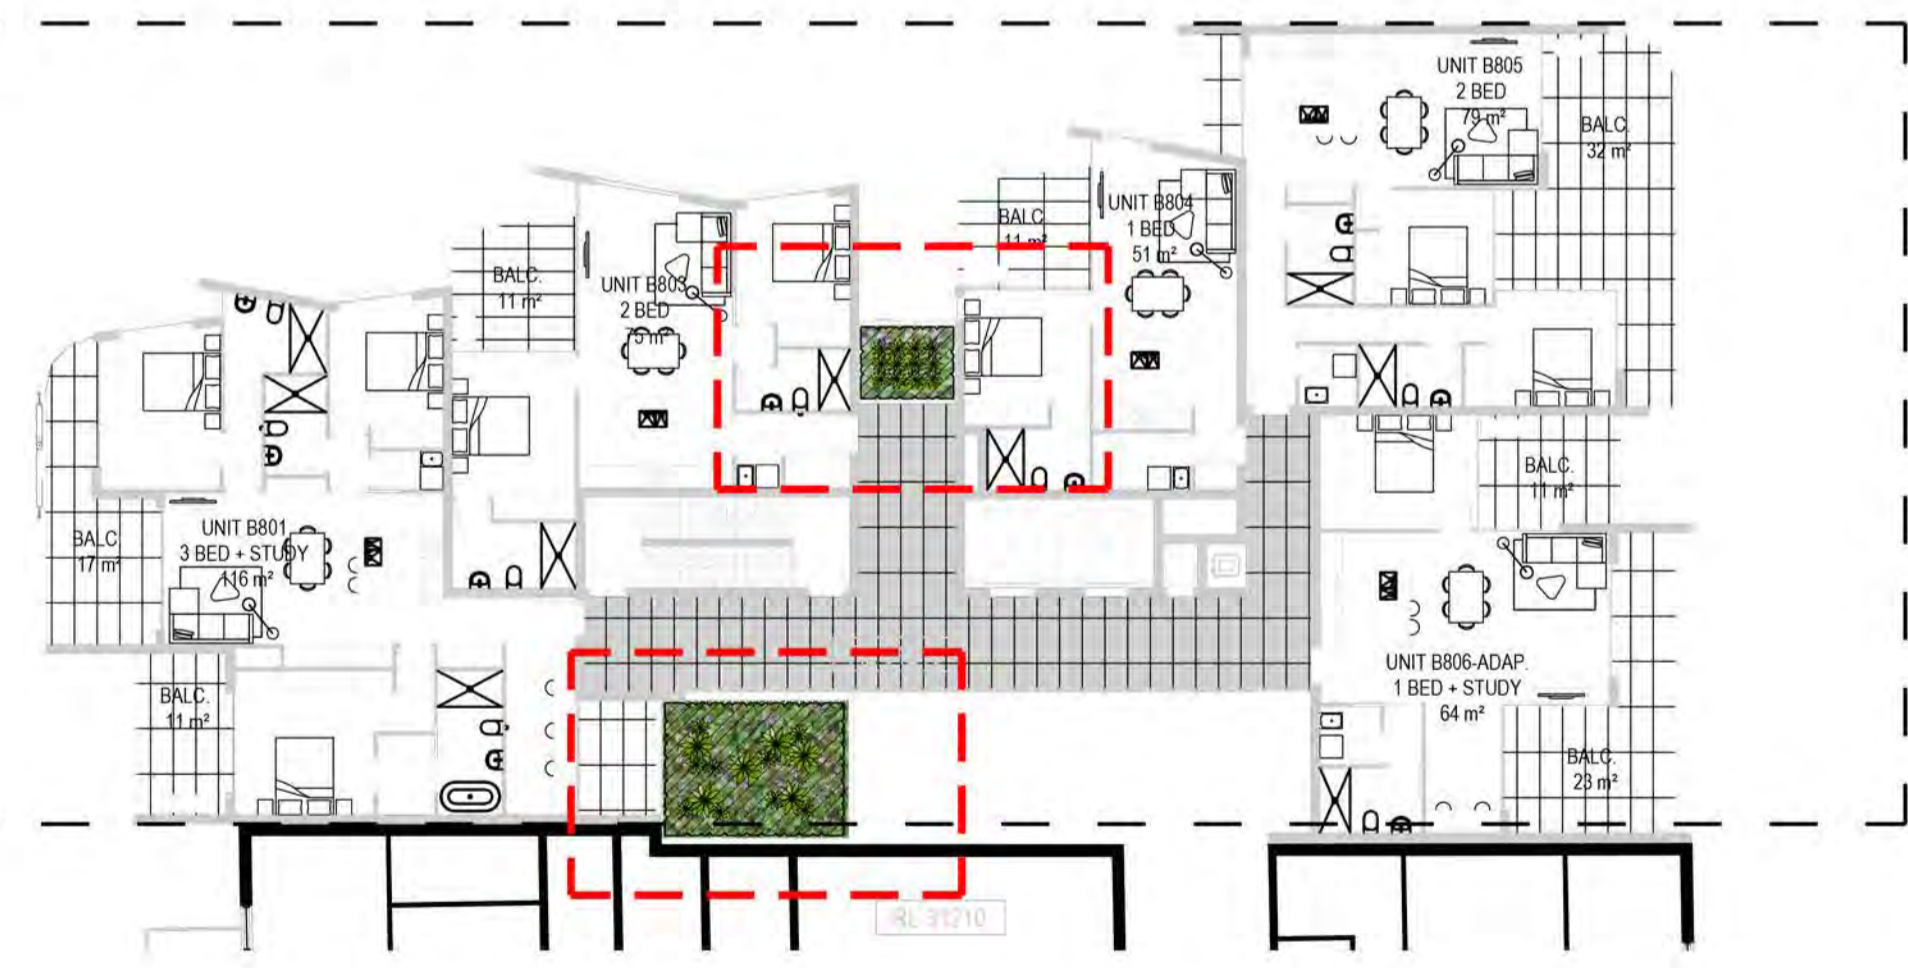 UNIT B805
2 BED
79 m²
BALC.
32 m²
BALC
11 m²
UNIT B804
1 BED
51 m²
BALC.
11 m²
UNIT B803
2 BED
75 m²
BALC.
11 m²
UNIT B801
3 BED + STUDY
116 m²
BALC
17 m²
BALC.
11 m²
UNIT B806-ADAP.
1 BED + STUDY
64 m²
BALC.
23 m²
RL 31210